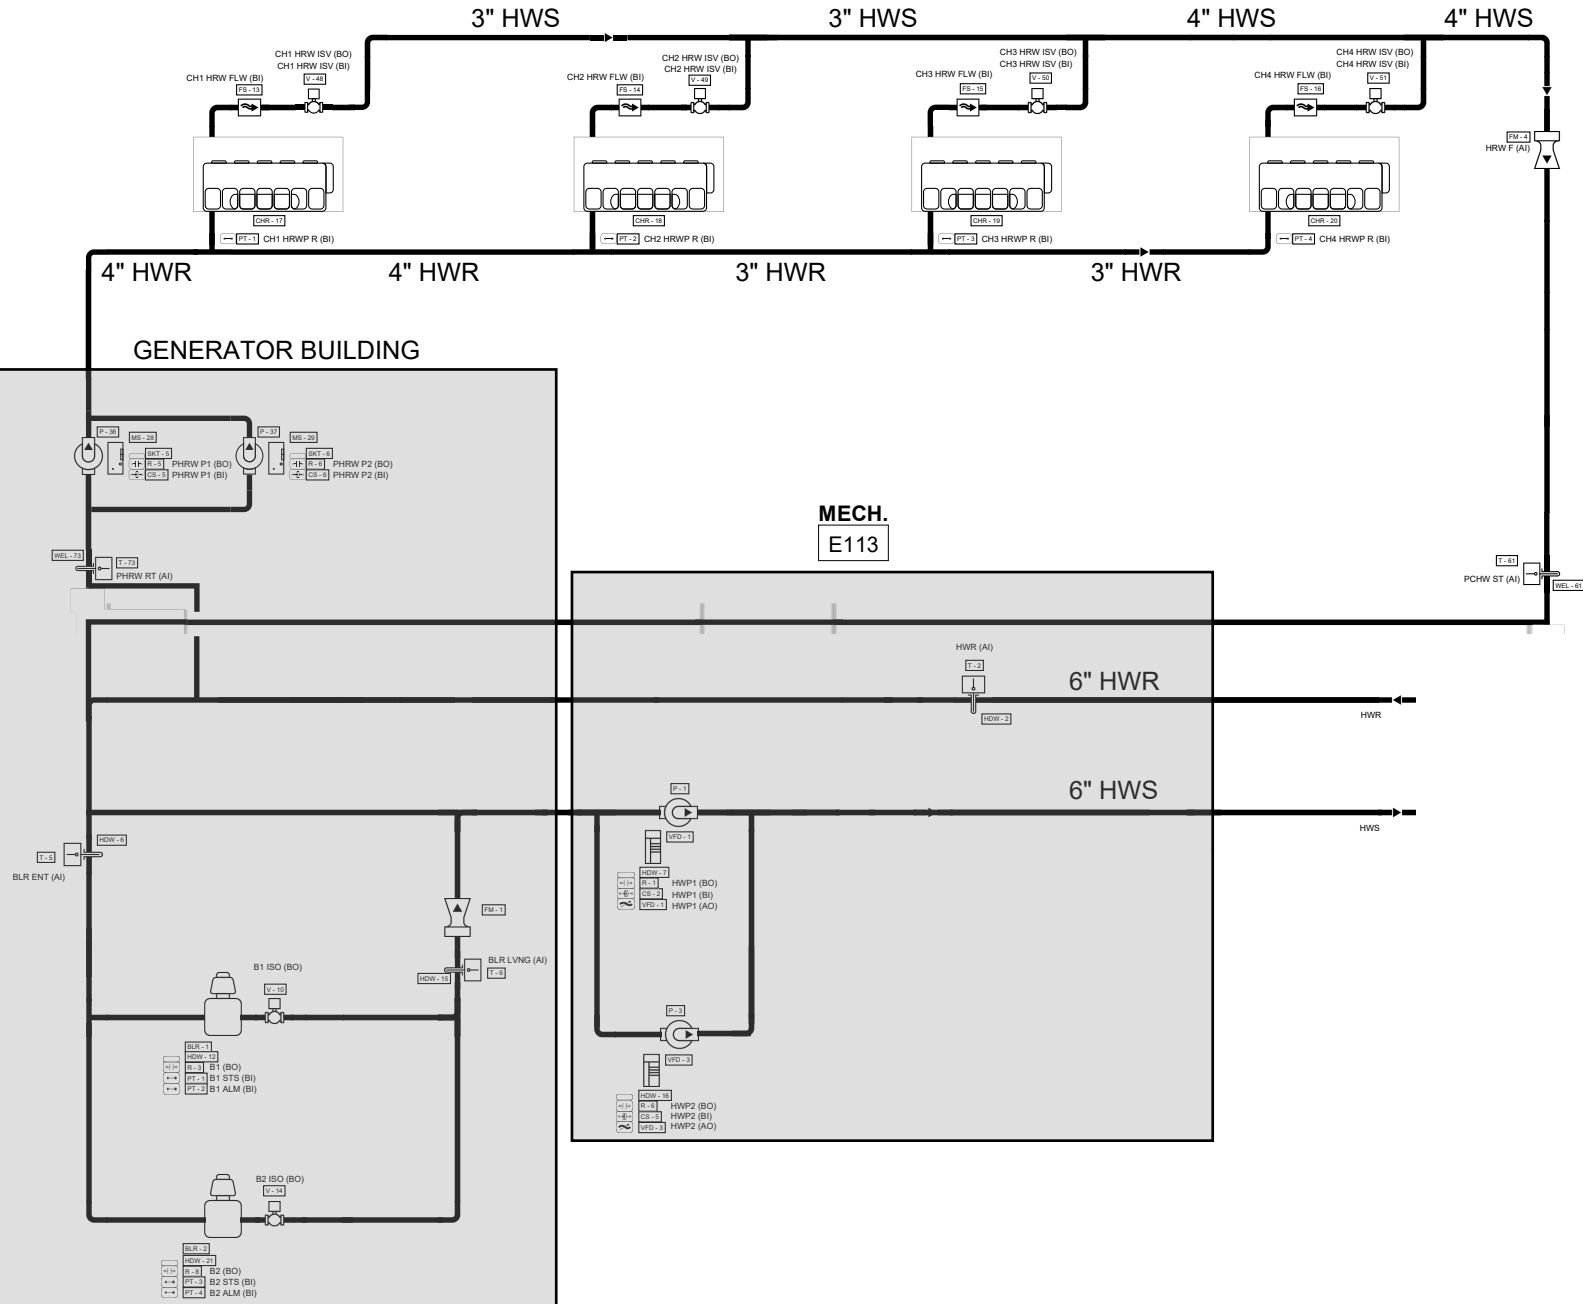 3" HWS
3" HWS
4" HWS
4" HWS
CH1 HRW ISV (BO)
CH1 HRW ISV (BI)
V - 48
CH1 HRW FLW (BI)
FS - 13
CH2 HRW ISV (BO)
CH2 HRW ISV (BI)
V - 49
CH2 HRW FLW (BI)
FS - 14
CH3 HRW ISV (BO)
CH3 HRW ISV (BI)
V - 50
CH3 HRW FLW (BI)
FS - 15
CH4 HRW ISV (BO)
CH4 HRW ISV (BI)
V - 51
CH4 HRW FLW (BI)
FS - 16
FM - 4
HRW F (AI)
CHR - 17
PT - 1 CH1 HRWP R (BI)
CHR - 18
PT - 2 CH2 HRWP R (BI)
CHR - 19
PT - 3 CH3 HRWP R (BI)
CHR - 20
PT - 4 CH4 HRWP R (BI)
4" HWR
4" HWR
3" HWR
3" HWR
GENERATOR BUILDING
P - 36
MS - 28
SKT - 5
R - 5 PHRW P1 (BO)
CS - 5 PHRW P1 (BI)
P - 37
MS - 29
SKT - 6
R - 6 PHRW P2 (BO)
CS - 6 PHRW P2 (BI)
WEL - 73
T - 73
PHRW RT (AI)
MECH.
E113
T - 61
PCHW ST (AI)
WEL - 61
HWR (AI)
T - 2
HDW - 2
6" HWR
HWR
6" HWS
HWS
P - 1
VFD - 1
HDW - 7
R - 1 HWP1 (BO)
CS - 2 HWP1 (BI)
VFD - 1 HWP1 (AO)
HDW - 6
T - 5
BLR ENT (AI)
FM - 1
BLR LVNG (AI)
T - 6
HDW - 15
B1 ISO (BO)
V - 10
BLR - 1
HDW - 12
R - 3 B1 (BO)
PT - 1 B1 STS (BI)
PT - 2 B1 ALM (BI)
P - 3
VFD - 3
HDW - 16
R - 6 HWP2 (BO)
CS - 5 HWP2 (BI)
VFD - 3 HWP2 (AO)
B2 ISO (BO)
V - 14
BLR - 2
HDW - 21
R - 8 B2 (BO)
PT - 3 B2 STS (BI)
PT - 4 B2 ALM (BI)